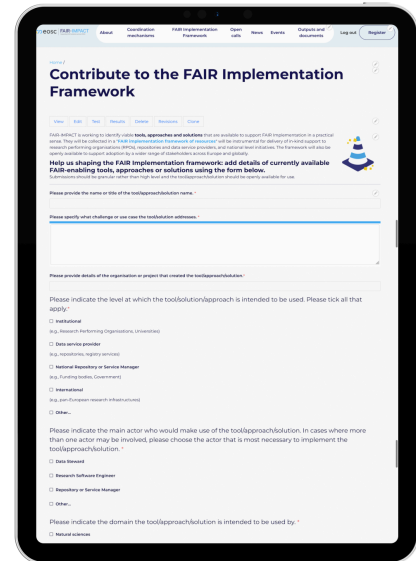 eosc FAIR-IMPACT
About
Coordination mechanisms
FAIR Implementation Framework
Open calls
News
Events
Outputs and documents
Log out
Register
Home /
Contribute to the FAIR Implementation
Framework
View Edit Test Results Delete Revisions Clone
FAIR-IMPACT is working to identify viable tools, approaches and solutions that are available to support FAIR implementation in a practical
sense. They will be collected in a "FAIR implementation framework of resources" will be instrumental for delivery of in-kind support to
research performing organisations (RPOs), repositories and data service providers, and national level initiatives. The framework will also be
openly available to support adoption by a wider range of stakeholders across Europe and globally.
Help us shaping the FAIR Implementation framework: add details of currently available
FAIR-enabling tools, approaches or solutions using the form below.
Submissions should be granular rather than high level and the tool/approach/solution should be openly available for use.
Please provide the name or title of the tool/approach/solution name. *
Please specify what challenge or use case the tool/solution addresses. *
Please provide details of the organisation or project that created the tool/approach/solution *
Please indicate the level at which the tool/solution/approach is intended to be used. Please tick all that
apply. *
Institutional
(e.g., Research Performing Organisations, Universities)
Data service provider
(e.g., repositories, registry services)
National Repository or Service Manager
(e.g., Funding bodies, Government)
International
(e.g., pan-European research infrastructures)
Other...
Please indicate the main actor who would make use of the tool/approach/solution. In cases where more
than one actor may be involved, please choose the actor that is most necessary to implement the
tool/approach/solution. *
Data Steward
Research Software Engineer
Repository or Service Manager
Other...
Please indicate the domain the tool/approach/solution is intended to be used by. *
Natural sciences